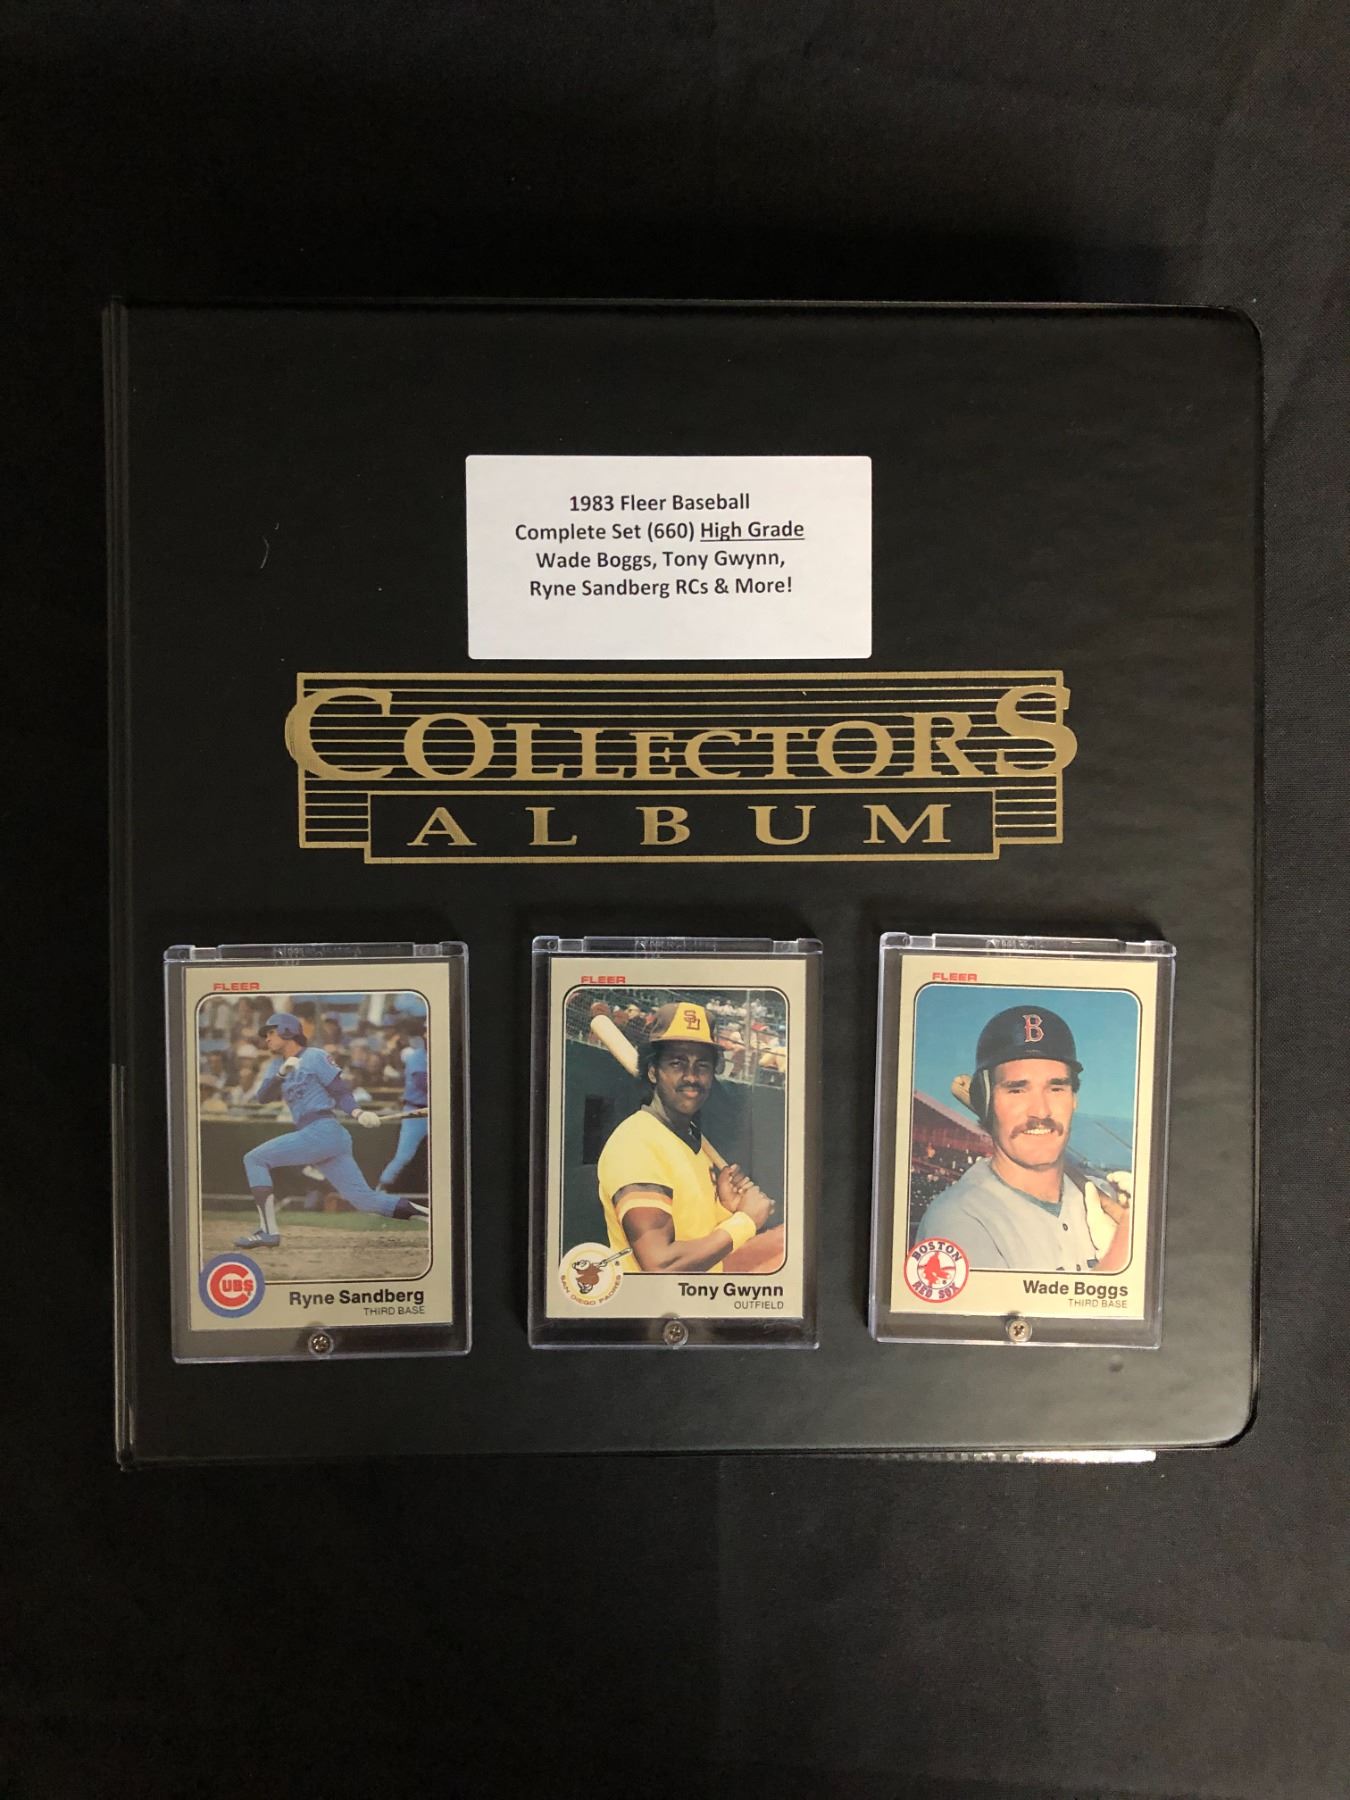 1983 Fleer Baseball
Complete Set (660) High Grade
Wade Boggs, Tony Gwynn,
Ryne Sandberg RCs & More!
COLLECTORS
ALBUM
FLEER
CUBS
Ryne Sandberg
THIRD BASE
FLEER
SD
SAN DIEGO PADRES
Tony Gwynn
OUTFIELD
FLEER
B
BOSTON
RED SOX
Wade Boggs
THIRD BASE